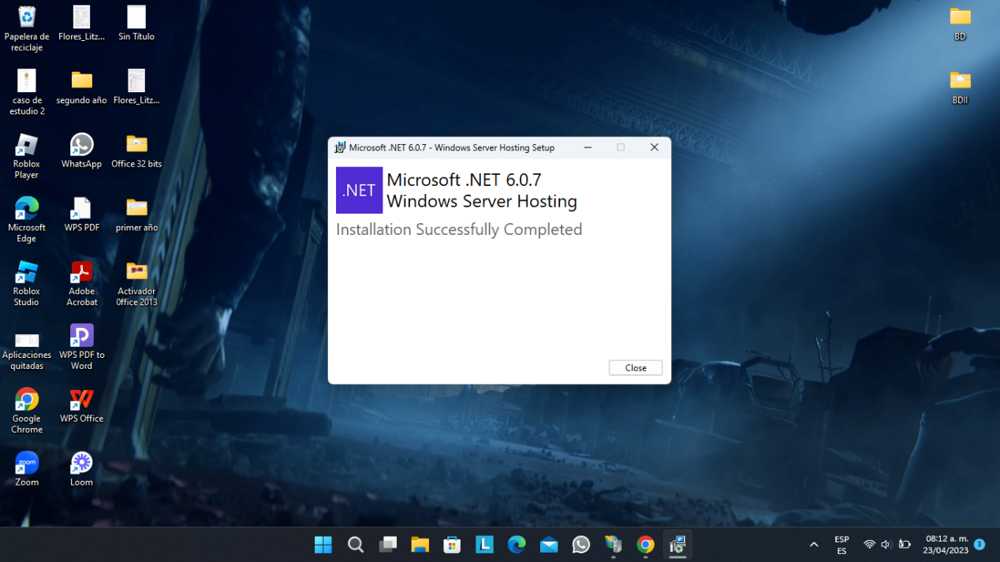 Papelera de
reciclaje
Flores_Litz...
Sin Título
caso de
estudio 2
segundo año
Flores_Litz...
Roblox
Player
WhatsApp
Office 32 bits
Microsoft
Edge
WPS PDF
primer año
Roblox
Studio
Adobe
Acrobat
Activador
0ffice 2013
Aplicaciones
quitadas
WPS PDF to
Word
Google
Chrome
WPS Office
zoom
Zoom
Loom
BD
BDII
Microsoft .NET 6.0.7 - Windows Server Hosting Setup
.NET
Microsoft .NET 6.0.7
Windows Server Hosting
Installation Successfully Completed
Close
L
ESP
ES
08:12 a. m.
23/04/2023
3